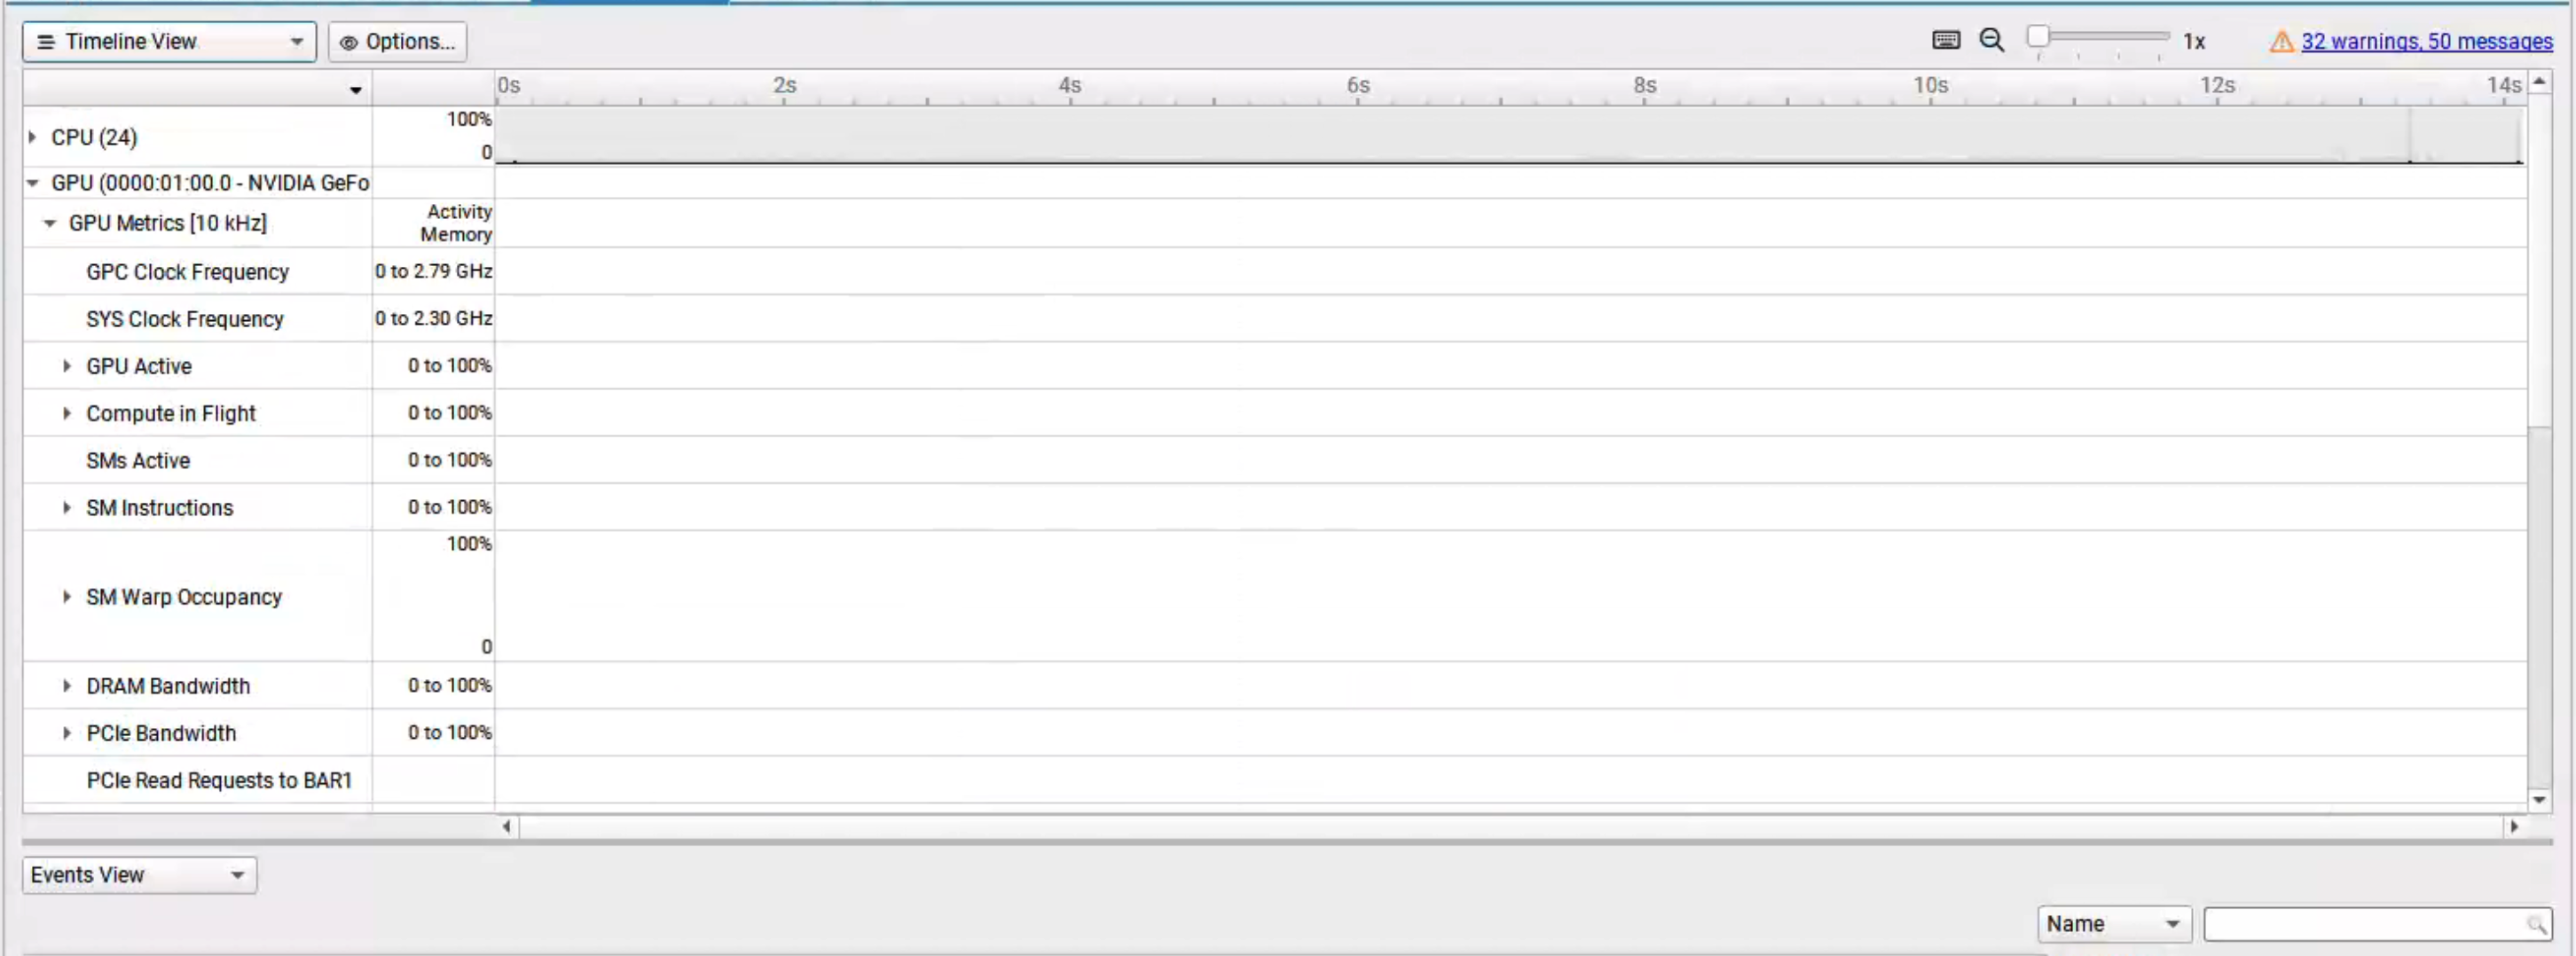 Timeline View
Options...
1x
32 warnings, 50 messages
0s 2s 4s 6s 8s 10s 12s 14s
CPU (24)
100%
0
GPU (0000:01:00.0 - NVIDIA GeFo
GPU Metrics [10 kHz]
Activity
Memory
GPC Clock Frequency 0 to 2.79 GHz
SYS Clock Frequency 0 to 2.30 GHz
GPU Active 0 to 100%
Compute in Flight 0 to 100%
SMs Active 0 to 100%
SM Instructions 0 to 100%
SM Warp Occupancy
100%
0
DRAM Bandwidth 0 to 100%
PCIe Bandwidth 0 to 100%
PCIe Read Requests to BAR1
Events View
Name